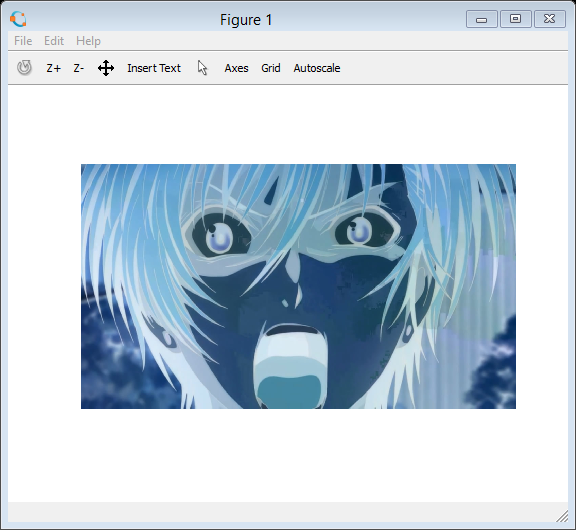 Figure 1
File Edit Help
Z+ Z- Insert Text Axes Grid Autoscale